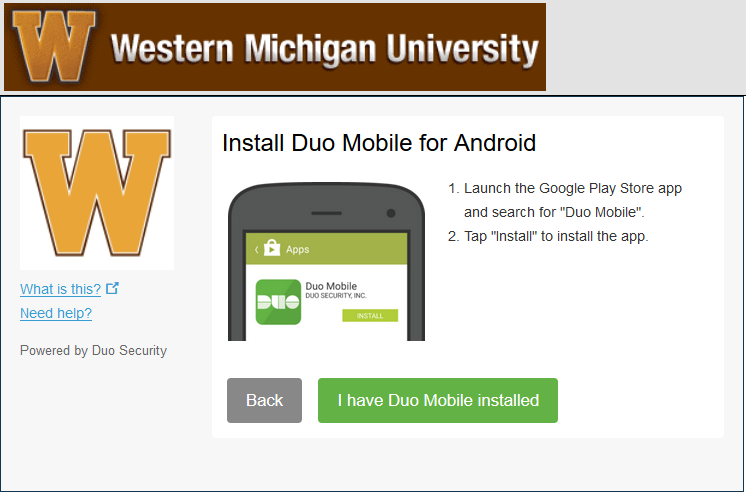 W Western Michigan University
W
What is this?
Need help?
Powered by Duo Security
Install Duo Mobile for Android
Apps
Duo Mobile
DUO SECURITY, INC.
DUO
INSTALL
1. Launch the Google Play Store app
and search for "Duo Mobile".
2. Tap "Install" to install the app.
Back
I have Duo Mobile installed